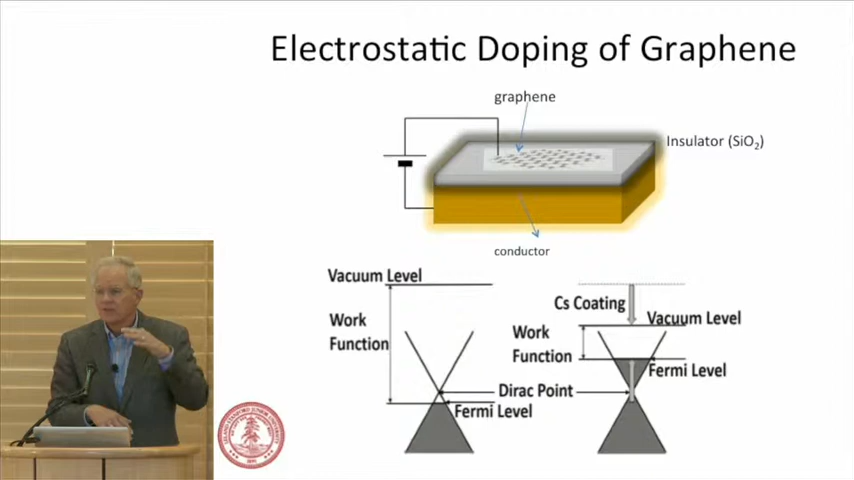 Electrostatic Doping of Graphene
graphene
Insulator (SiO₂)
conductor
Vacuum Level
Work
Function
Dirac Point
Fermi Level
Cs Coating
Vacuum Level
Work
Function
Fermi Level